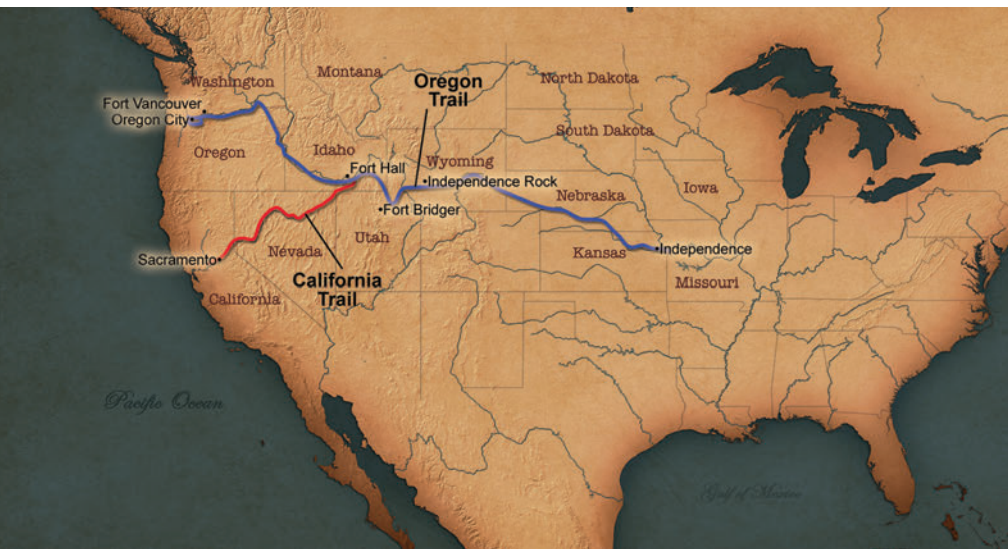 Washington
Montana
North Dakota
Oregon
Trail
Fort Vancouver
Oregon City
South Dakota
Oregon
Idaho
Wyoming
Fort Hall
Independence Rock
Iowa
Nebraska
Fort Bridger
Utah
Nevada
Kansas
Independence
Sacramento
California
Trail
Missouri
California
Pacific Ocean
Gulf of Mexico